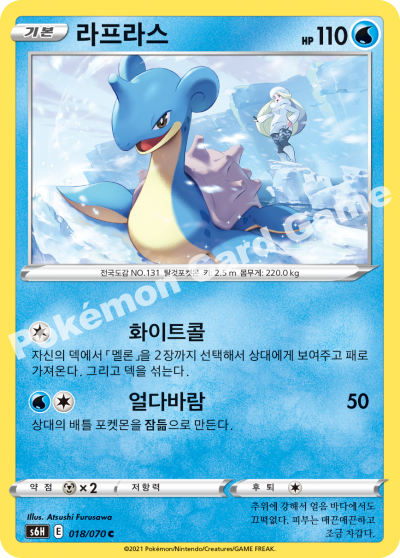 기본 라프라스 HP 110
전국도감 NO.131 탈것포켓몬 키: 2.5 m 몸무게: 220.0 kg
화이트콜
자신의 덱에서 「멜론」을 2장까지 선택해서 상대에게 보여주고 패로
가져온다. 그리고 덱을 섞는다.
얼다바람 50
상대의 배틀 포켓몬을 잠듦으로 만든다.
약점 ×2 저항력 후퇴
Illus. Atsushi Furusawa
추위에 강해서 얼음 바다에서도
끄떡없다. 피부는 매끈매끈하고
조금 차갑다.
s6H E 018/070 C
©2021 Pokémon/Nintendo/Creatures/GAME FREAK.
Pokémon Card Game